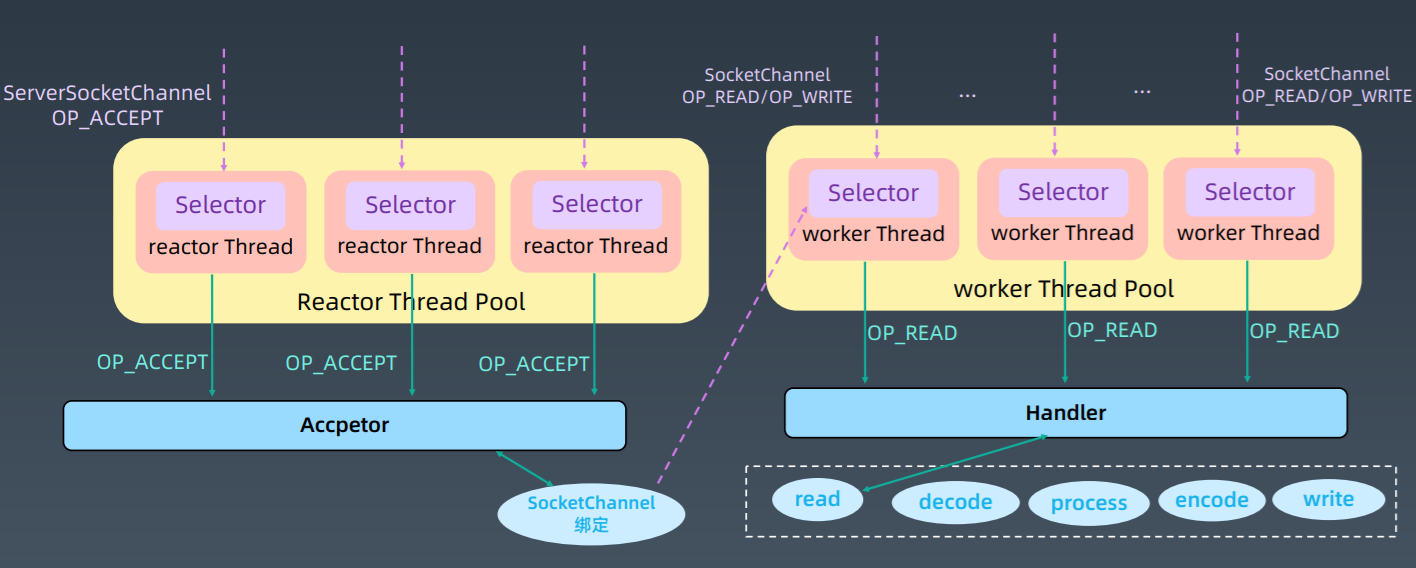 ServerSocketChannel
OP_ACCEPT
Selector
reactor Thread
Selector
reactor Thread
Selector
reactor Thread
Reactor Thread Pool
OP_ACCEPT
OP_ACCEPT
OP_ACCEPT
Accpetor
SocketChannel
绑定
SocketChannel
OP_READ/OP_WRITE
...
...
SocketChannel
OP_READ/OP_WRITE
Selector
worker Thread
Selector
worker Thread
Selector
worker Thread
worker Thread Pool
OP_READ
OP_READ
OP_READ
Handler
read
decode
process
encode
write